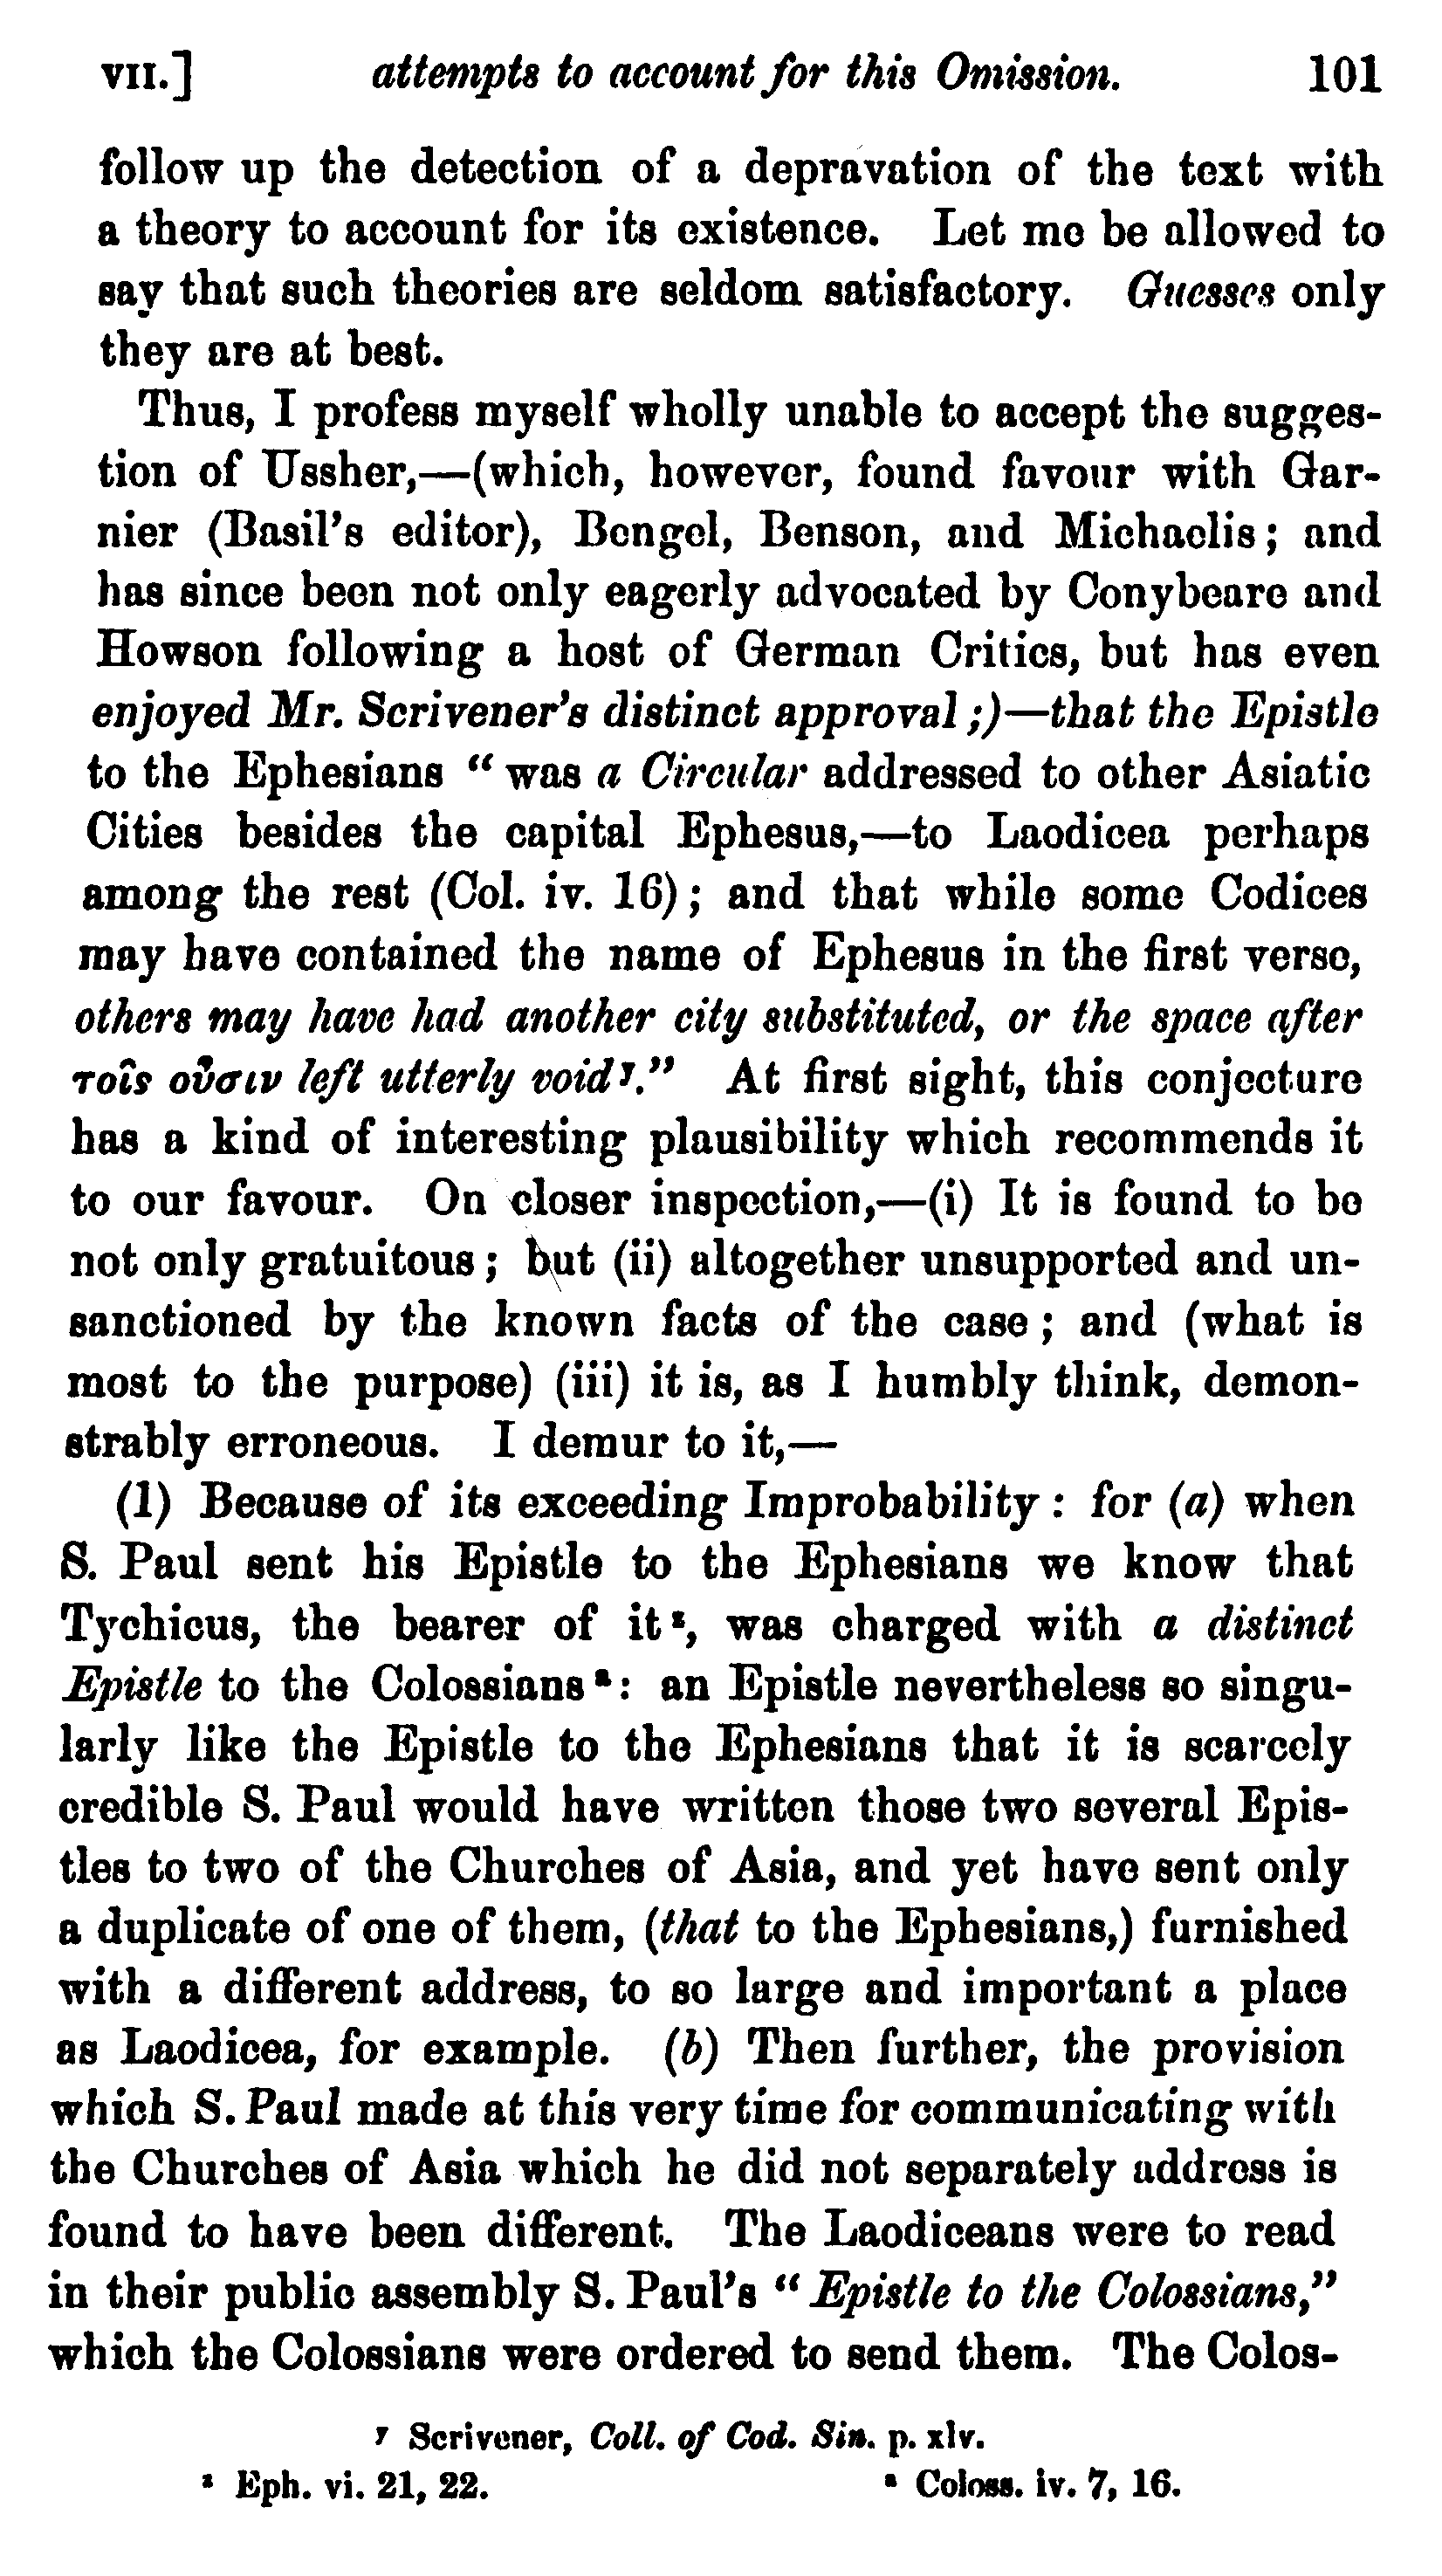 VII.] attempts to account for this Omission. 101
follow up the detection of a depravation of the text with
a theory to account for its existence. Let me be allowed to
say that such theories are seldom satisfactory. Guesses only
they are at best.
Thus, I profess myself wholly unable to accept the sugges-
tion of Ussher,—(which, however, found favour with Gar-
nier (Basil's editor), Bengel, Benson, and Michaelis; and
has since been not only eagerly advocated by Conybeare and
Howson following a host of German Critics, but has even
enjoyed Mr. Scrivener's distinct approval;)—that the Epistle
to the Ephesians "was a Circular addressed to other Asiatic
Cities besides the capital Ephesus,—to Laodicea perhaps
among the rest (Col. iv. 16); and that while some Codices
may have contained the name of Ephesus in the first verse,
others may have had another city substituted, or the space after
τοῖς οὖσιν left utterly void ʸ." At first sight, this conjecture
has a kind of interesting plausibility which recommends it
to our favour. On closer inspection,—(i) It is found to be
not only gratuitous; but (ii) altogether unsupported and un-
sanctioned by the known facts of the case; and (what is
most to the purpose) (iii) it is, as I humbly think, demon-
strably erroneous. I demur to it,—
(1) Because of its exceeding Improbability: for (a) when
S. Paul sent his Epistle to the Ephesians we know that
Tychicus, the bearer of it ᶻ, was charged with a distinct
Epistle to the Colossians ᵃ: an Epistle nevertheless so singu-
larly like the Epistle to the Ephesians that it is scarcely
credible S. Paul would have written those two several Epis-
tles to two of the Churches of Asia, and yet have sent only
a duplicate of one of them, (that to the Ephesians,) furnished
with a different address, to so large and important a place
as Laodicea, for example. (b) Then further, the provision
which S. Paul made at this very time for communicating with
the Churches of Asia which he did not separately address is
found to have been different. The Laodiceans were to read
in their public assembly S. Paul's "Epistle to the Colossians,"
which the Colossians were ordered to send them. The Colos-
ʸ Scrivener, Coll. of Cod. Sin. p. xlv.
ᶻ Eph. vi. 21, 22. ᵃ Coloss. iv. 7, 16.